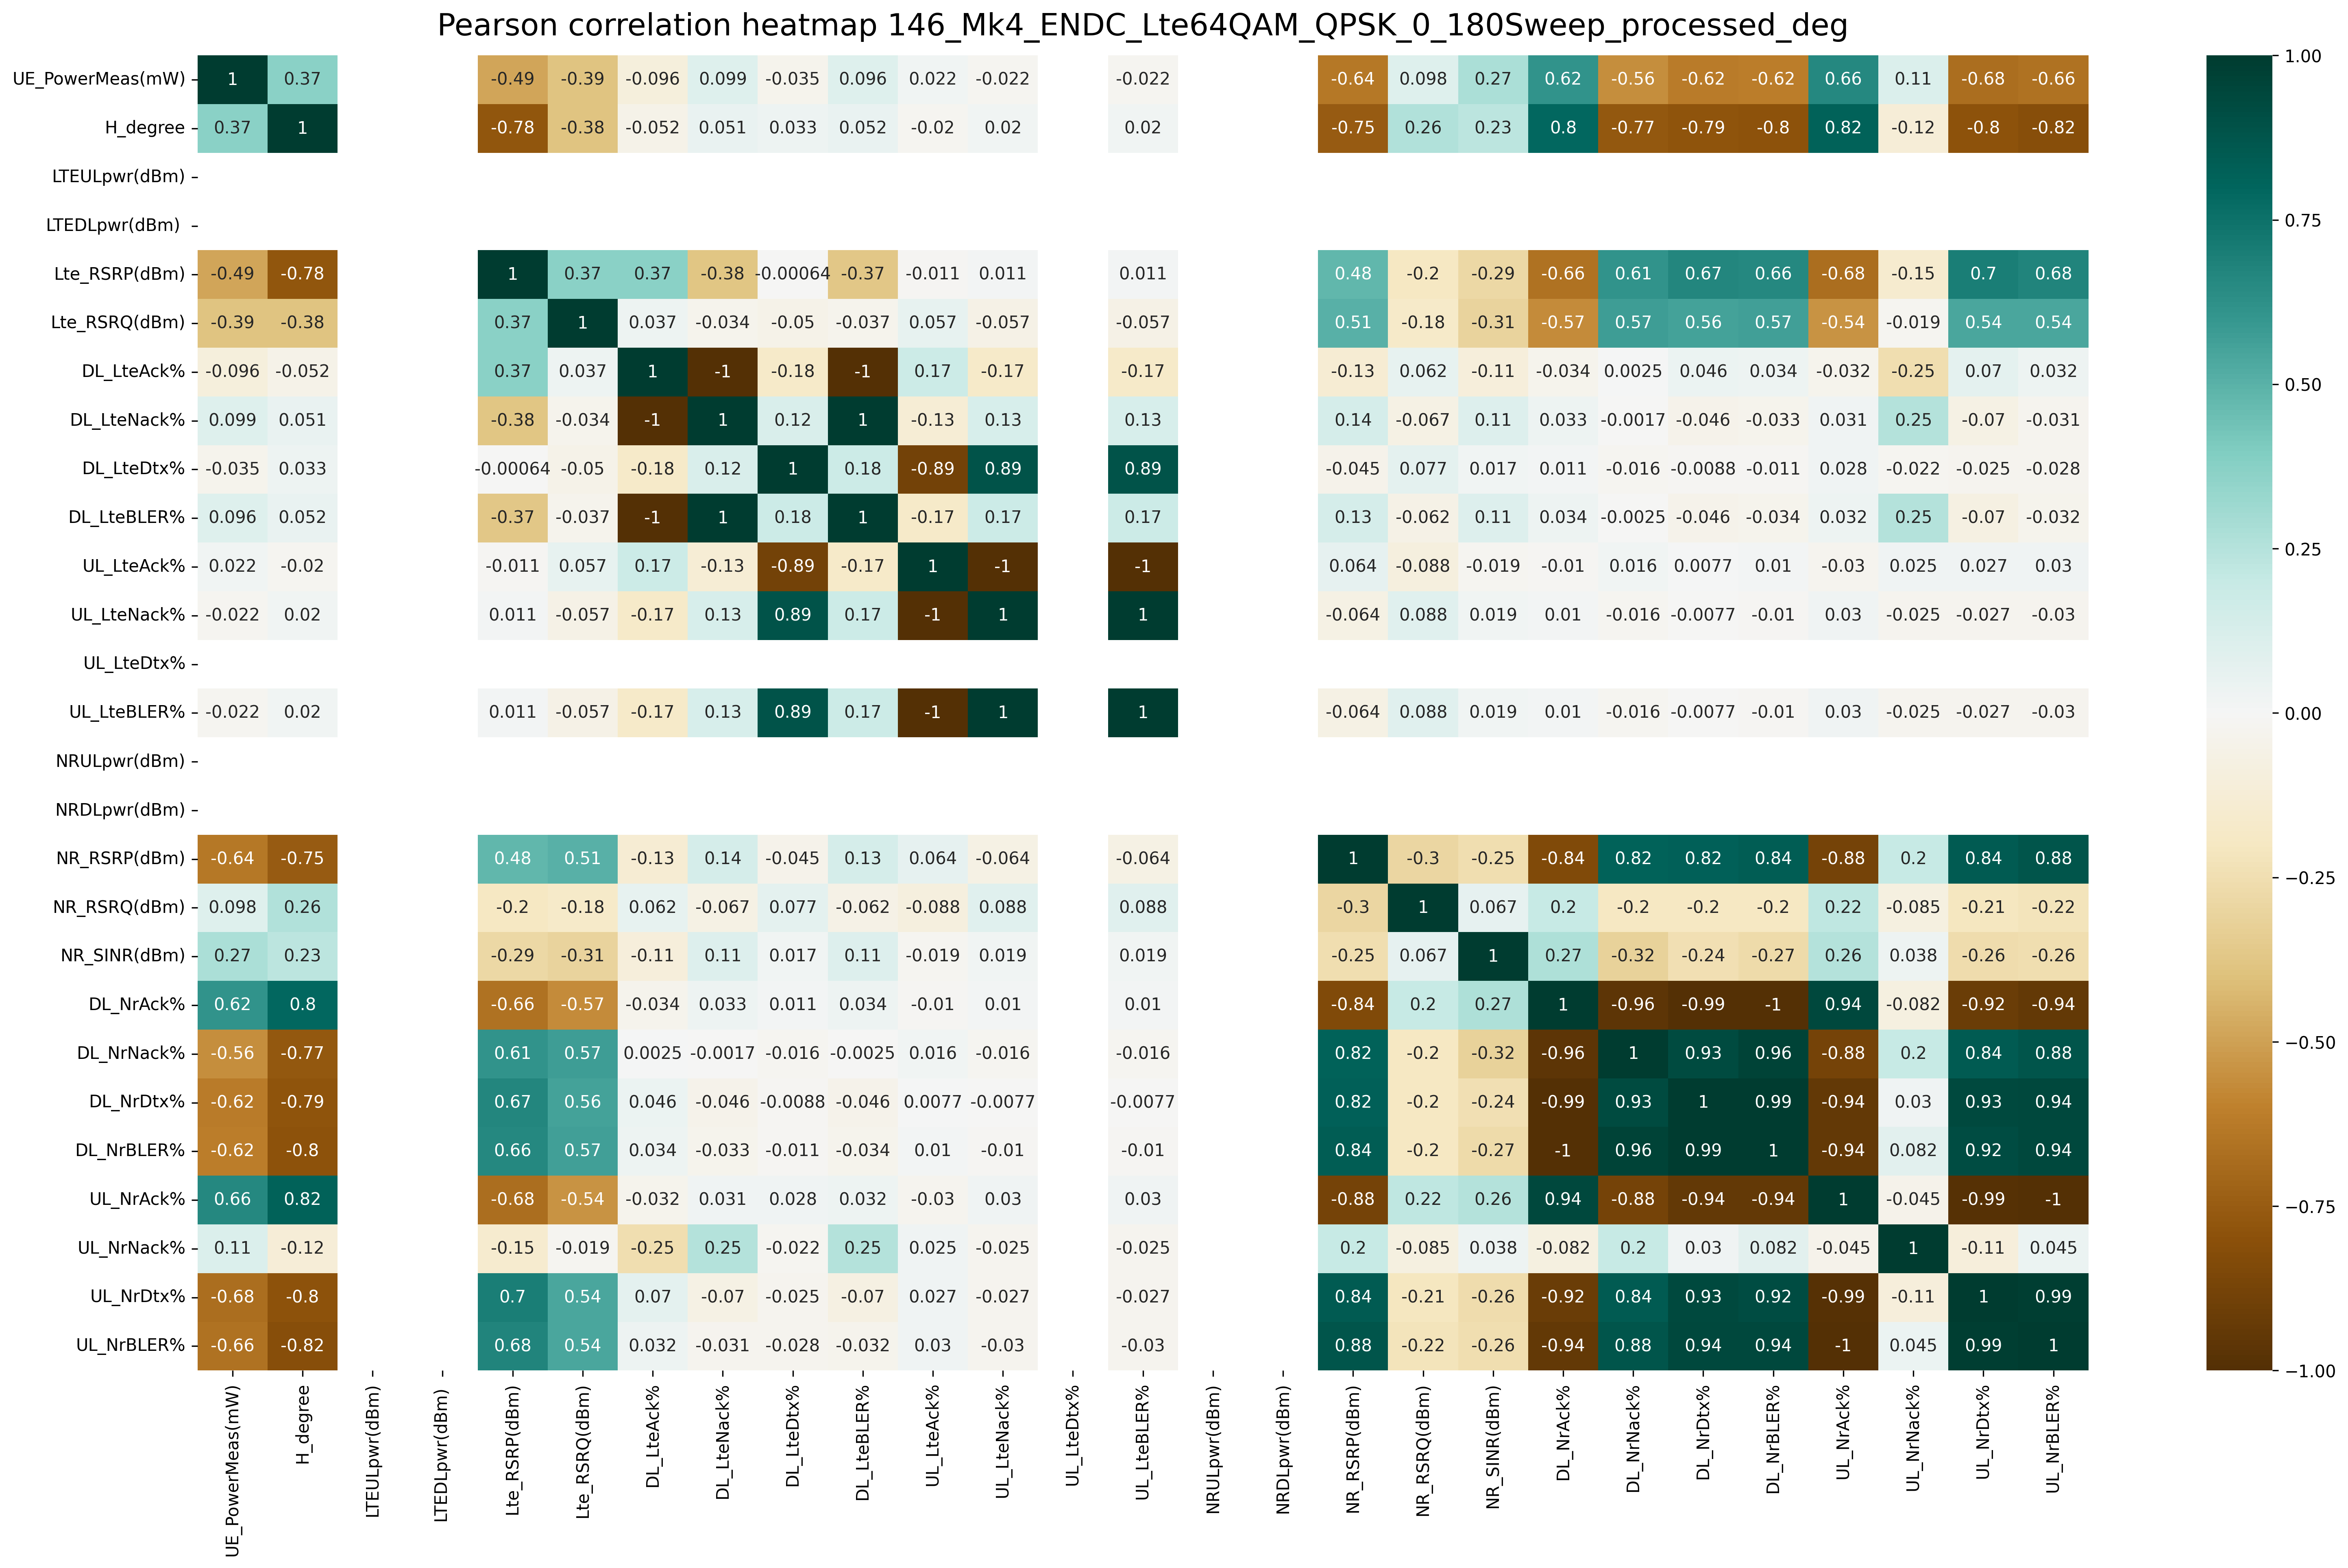 Pearson correlation heatmap 146_Mk4_ENDC_Lte64QAM_QPSK_0_180Sweep_processed_deg
UE_PowerMeas(mW) 1 0.37 -0.49 -0.39 -0.096 0.099 -0.035 0.096 0.022 -0.022 -0.022 -0.64 0.098 0.27 0.62 -0.56 -0.62 -0.62 0.66 0.11 -0.68 -0.66
H_degree 0.37 1 -0.78 -0.38 -0.052 0.051 0.033 0.052 -0.02 0.02 0.02 -0.75 0.26 0.23 0.8 -0.77 -0.79 -0.8 0.82 -0.12 -0.8 -0.82
LTEULpwr(dBm)
LTEDLpwr(dBm)
Lte_RSRP(dBm) -0.49 -0.78 1 0.37 0.37 -0.38 -0.00064 -0.37 -0.011 0.011 0.011 0.48 -0.2 -0.29 -0.66 0.61 0.67 0.66 -0.68 -0.15 0.7 0.68
Lte_RSRQ(dBm) -0.39 -0.38 0.37 1 0.037 -0.034 -0.05 -0.037 0.057 -0.057 -0.057 0.51 -0.18 -0.31 -0.57 0.57 0.56 0.57 -0.54 -0.019 0.54 0.54
DL_LteAck% -0.096 -0.052 0.37 0.037 1 -1 -0.18 -1 0.17 -0.17 -0.17 -0.13 0.062 -0.11 -0.034 0.0025 0.046 0.034 -0.032 -0.25 0.07 0.032
DL_LteNack% 0.099 0.051 -0.38 -0.034 -1 1 0.12 1 -0.13 0.13 0.13 0.14 -0.067 0.11 0.033 -0.0017 -0.046 -0.033 0.031 0.25 -0.07 -0.031
DL_LteDtx% -0.035 0.033 -0.00064 -0.05 -0.18 0.12 1 0.18 -0.89 0.89 0.89 -0.045 0.077 0.017 0.011 -0.016 -0.0088 -0.011 0.028 -0.022 -0.025 -0.028
DL_LteBLER% 0.096 0.052 -0.37 -0.037 -1 1 0.18 1 -0.17 0.17 0.17 0.13 -0.062 0.11 0.034 -0.0025 -0.046 -0.034 0.032 0.25 -0.07 -0.032
UL_LteAck% 0.022 -0.02 -0.011 0.057 0.17 -0.13 -0.89 -0.17 1 -1 -1 0.064 -0.088 -0.019 -0.01 0.016 0.0077 0.01 -0.03 0.025 0.027 0.03
UL_LteNack% -0.022 0.02 0.011 -0.057 -0.17 0.13 0.89 0.17 -1 1 1 -0.064 0.088 0.019 0.01 -0.016 -0.0077 -0.01 0.03 -0.025 -0.027 -0.03
UL_LteDtx%
UL_LteBLER% -0.022 0.02 0.011 -0.057 -0.17 0.13 0.89 0.17 -1 1 1 -0.064 0.088 0.019 0.01 -0.016 -0.0077 -0.01 0.03 -0.025 -0.027 -0.03
NRULpwr(dBm)
NRDLpwr(dBm)
NR_RSRP(dBm) -0.64 -0.75 0.48 0.51 -0.13 0.14 -0.045 0.13 0.064 -0.064 -0.064 1 -0.3 -0.25 -0.84 0.82 0.82 0.84 -0.88 0.2 0.84 0.88
NR_RSRQ(dBm) 0.098 0.26 -0.2 -0.18 0.062 -0.067 0.077 -0.062 -0.088 0.088 0.088 -0.3 1 0.067 0.2 -0.2 -0.2 -0.2 0.22 -0.085 -0.21 -0.22
NR_SINR(dBm) 0.27 0.23 -0.29 -0.31 -0.11 0.11 0.017 0.11 -0.019 0.019 0.019 -0.25 0.067 1 0.27 -0.32 -0.24 -0.27 0.26 0.038 -0.26 -0.26
DL_NrAck% 0.62 0.8 -0.66 -0.57 -0.034 0.033 0.011 0.034 -0.01 0.01 0.01 -0.84 0.2 0.27 1 -0.96 -0.99 -1 0.94 -0.082 -0.92 -0.94
DL_NrNack% -0.56 -0.77 0.61 0.57 0.0025 -0.0017 -0.016 -0.0025 0.016 -0.016 -0.016 0.82 -0.2 -0.32 -0.96 1 0.93 0.96 -0.88 0.2 0.84 0.88
DL_NrDtx% -0.62 -0.79 0.67 0.56 0.046 -0.046 -0.0088 -0.046 0.0077 -0.0077 -0.0077 0.82 -0.2 -0.24 -0.99 0.93 1 0.99 -0.94 0.03 0.93 0.94
DL_NrBLER% -0.62 -0.8 0.66 0.57 0.034 -0.033 -0.011 -0.034 0.01 -0.01 -0.01 0.84 -0.2 -0.27 -1 0.96 0.99 1 -0.94 0.082 0.92 0.94
UL_NrAck% 0.66 0.82 -0.68 -0.54 -0.032 0.031 0.028 0.032 -0.03 0.03 0.03 -0.88 0.22 0.26 0.94 -0.88 -0.94 -0.94 1 -0.045 -0.99 -1
UL_NrNack% 0.11 -0.12 -0.15 -0.019 -0.25 0.25 -0.022 0.25 0.025 -0.025 -0.025 0.2 -0.085 0.038 -0.082 0.2 0.03 0.082 -0.045 1 -0.11 0.045
UL_NrDtx% -0.68 -0.8 0.7 0.54 0.07 -0.07 -0.025 -0.07 0.027 -0.027 -0.027 0.84 -0.21 -0.26 -0.92 0.84 0.93 0.92 -0.99 -0.11 1 0.99
UL_NrBLER% -0.66 -0.82 0.68 0.54 0.032 -0.031 -0.028 -0.032 0.03 -0.03 -0.03 0.88 -0.22 -0.26 -0.94 0.88 0.94 0.94 -1 0.045 0.99 1
UE_PowerMeas(mW)
H_degree
LTEULpwr(dBm)
LTEDLpwr(dBm)
Lte_RSRP(dBm)
Lte_RSRQ(dBm)
DL_LteAck%
DL_LteNack%
DL_LteDtx%
DL_LteBLER%
UL_LteAck%
UL_LteNack%
UL_LteDtx%
UL_LteBLER%
NRULpwr(dBm)
NRDLpwr(dBm)
NR_RSRP(dBm)
NR_RSRQ(dBm)
NR_SINR(dBm)
DL_NrAck%
DL_NrNack%
DL_NrDtx%
DL_NrBLER%
UL_NrAck%
UL_NrNack%
UL_NrDtx%
UL_NrBLER%
1.00
0.75
0.50
0.25
0.00
−0.25
−0.50
−0.75
−1.00